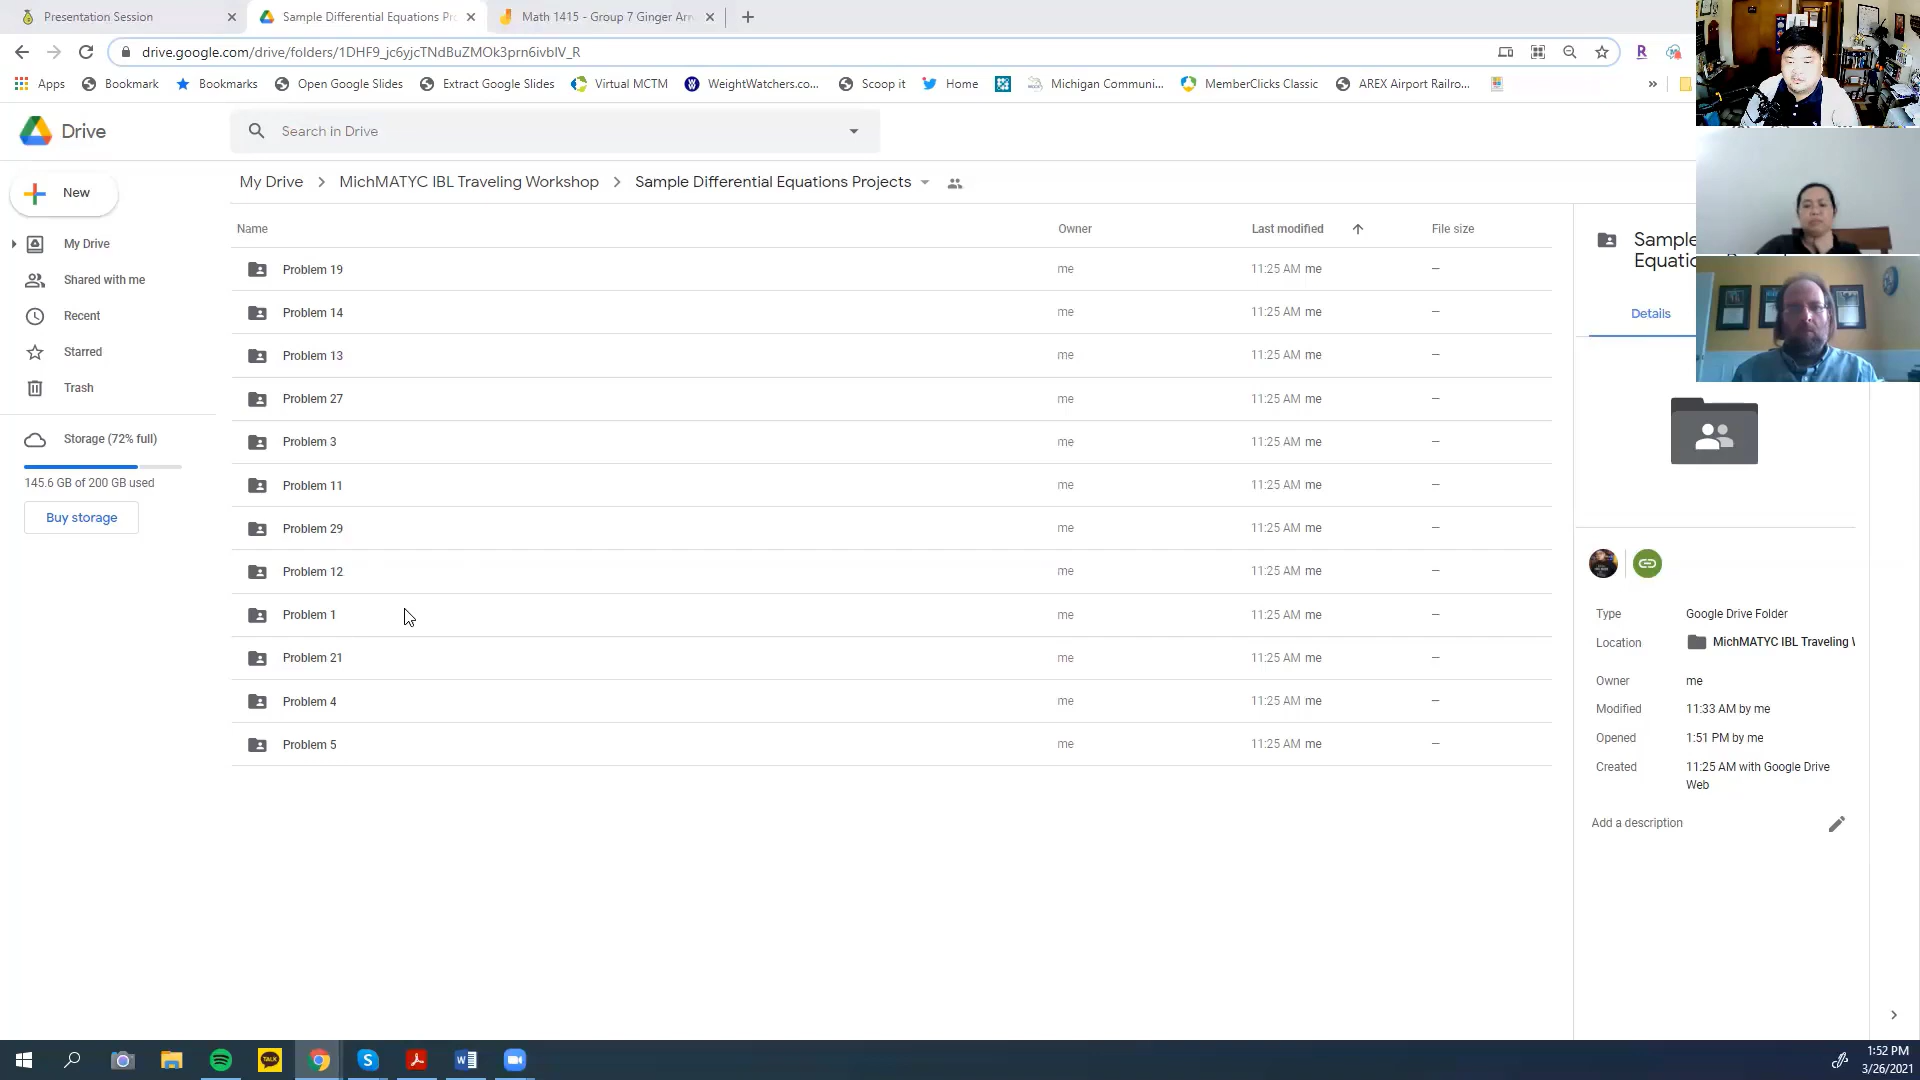 Presentation Session
Sample Differential Equations Pr
Math 1415 - Group 7 Ginger Arr
drive.google.com/drive/folders/1DHF9_jc6yjcTNdBuZMOk3prn6ivbIV_R
Apps
Bookmark
Bookmarks
Open Google Slides
Extract Google Slides
Virtual MCTM
WeightWatchers.co...
Scoop it
Home
Michigan Communi...
MemberClicks Classic
AREX Airport Railro...
Drive
Search in Drive
New
My Drive
Shared with me
Recent
Starred
Trash
Storage (72% full)
145.6 GB of 200 GB used
Buy storage
My Drive > MichMATYC IBL Traveling Workshop > Sample Differential Equations Projects
Name Owner Last modified File size
Problem 19 me 11:25 AM me —
Problem 14 me 11:25 AM me —
Problem 13 me 11:25 AM me —
Problem 27 me 11:25 AM me —
Problem 3 me 11:25 AM me —
Problem 11 me 11:25 AM me —
Problem 29 me 11:25 AM me —
Problem 12 me 11:25 AM me —
Problem 1 me 11:25 AM me —
Problem 21 me 11:25 AM me —
Problem 4 me 11:25 AM me —
Problem 5 me 11:25 AM me —
Sample
Equatio
Details
Type Google Drive Folder
Location MichMATYC IBL Traveling W
Owner me
Modified 11:33 AM by me
Opened 1:51 PM by me
Created 11:25 AM with Google Drive
Web
Add a description
TALK
1:52 PM
3/26/2021